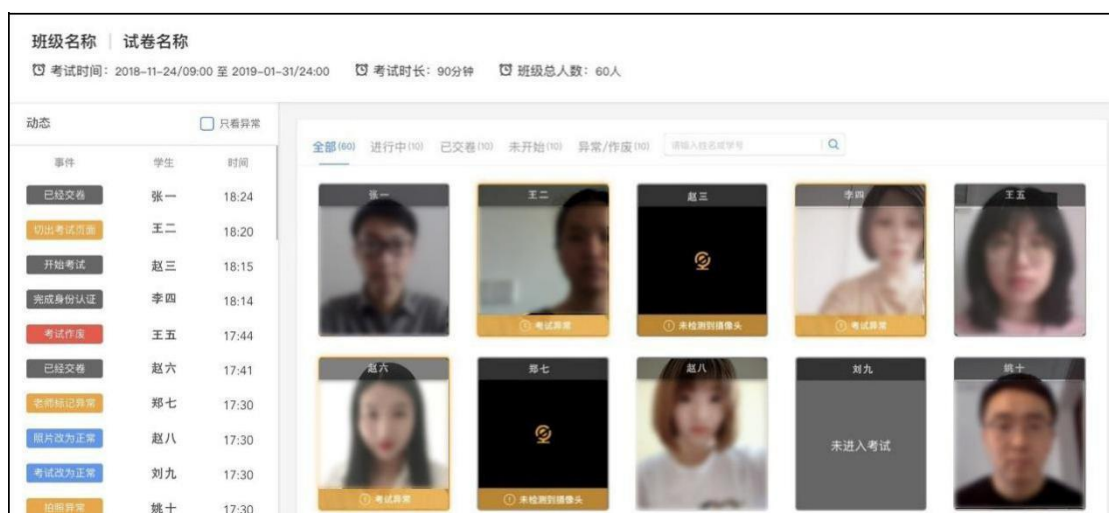 班级名称 | 试卷名称
考试时间：2018-11-24/09:00 至 2019-01-31/24:00 考试时长：90分钟 班级总人数：60人
动态 只看异常
全部(60) 进行中(10) 已交卷(10) 未开始(10) 异常/作废(10) 请输入姓名或学号
事件 学生 时间
已经交卷 张一 18:24
切出考试页面 王二 18:20
开始考试 赵三 18:15
完成身份认证 李四 18:14
考试作废 王五 17:44
已经交卷 赵六 17:41
老师标记异常 郑七 17:30
照片改为正常 赵八 17:30
考试改为正常 刘九 17:30
拍照异常 姚十 17:30
张一 王二 赵三 李四 王五
考试异常 未检测到摄像头 考试异常
赵六 郑七 赵八 刘九 姚十
未进入考试
考试异常 未检测到摄像头